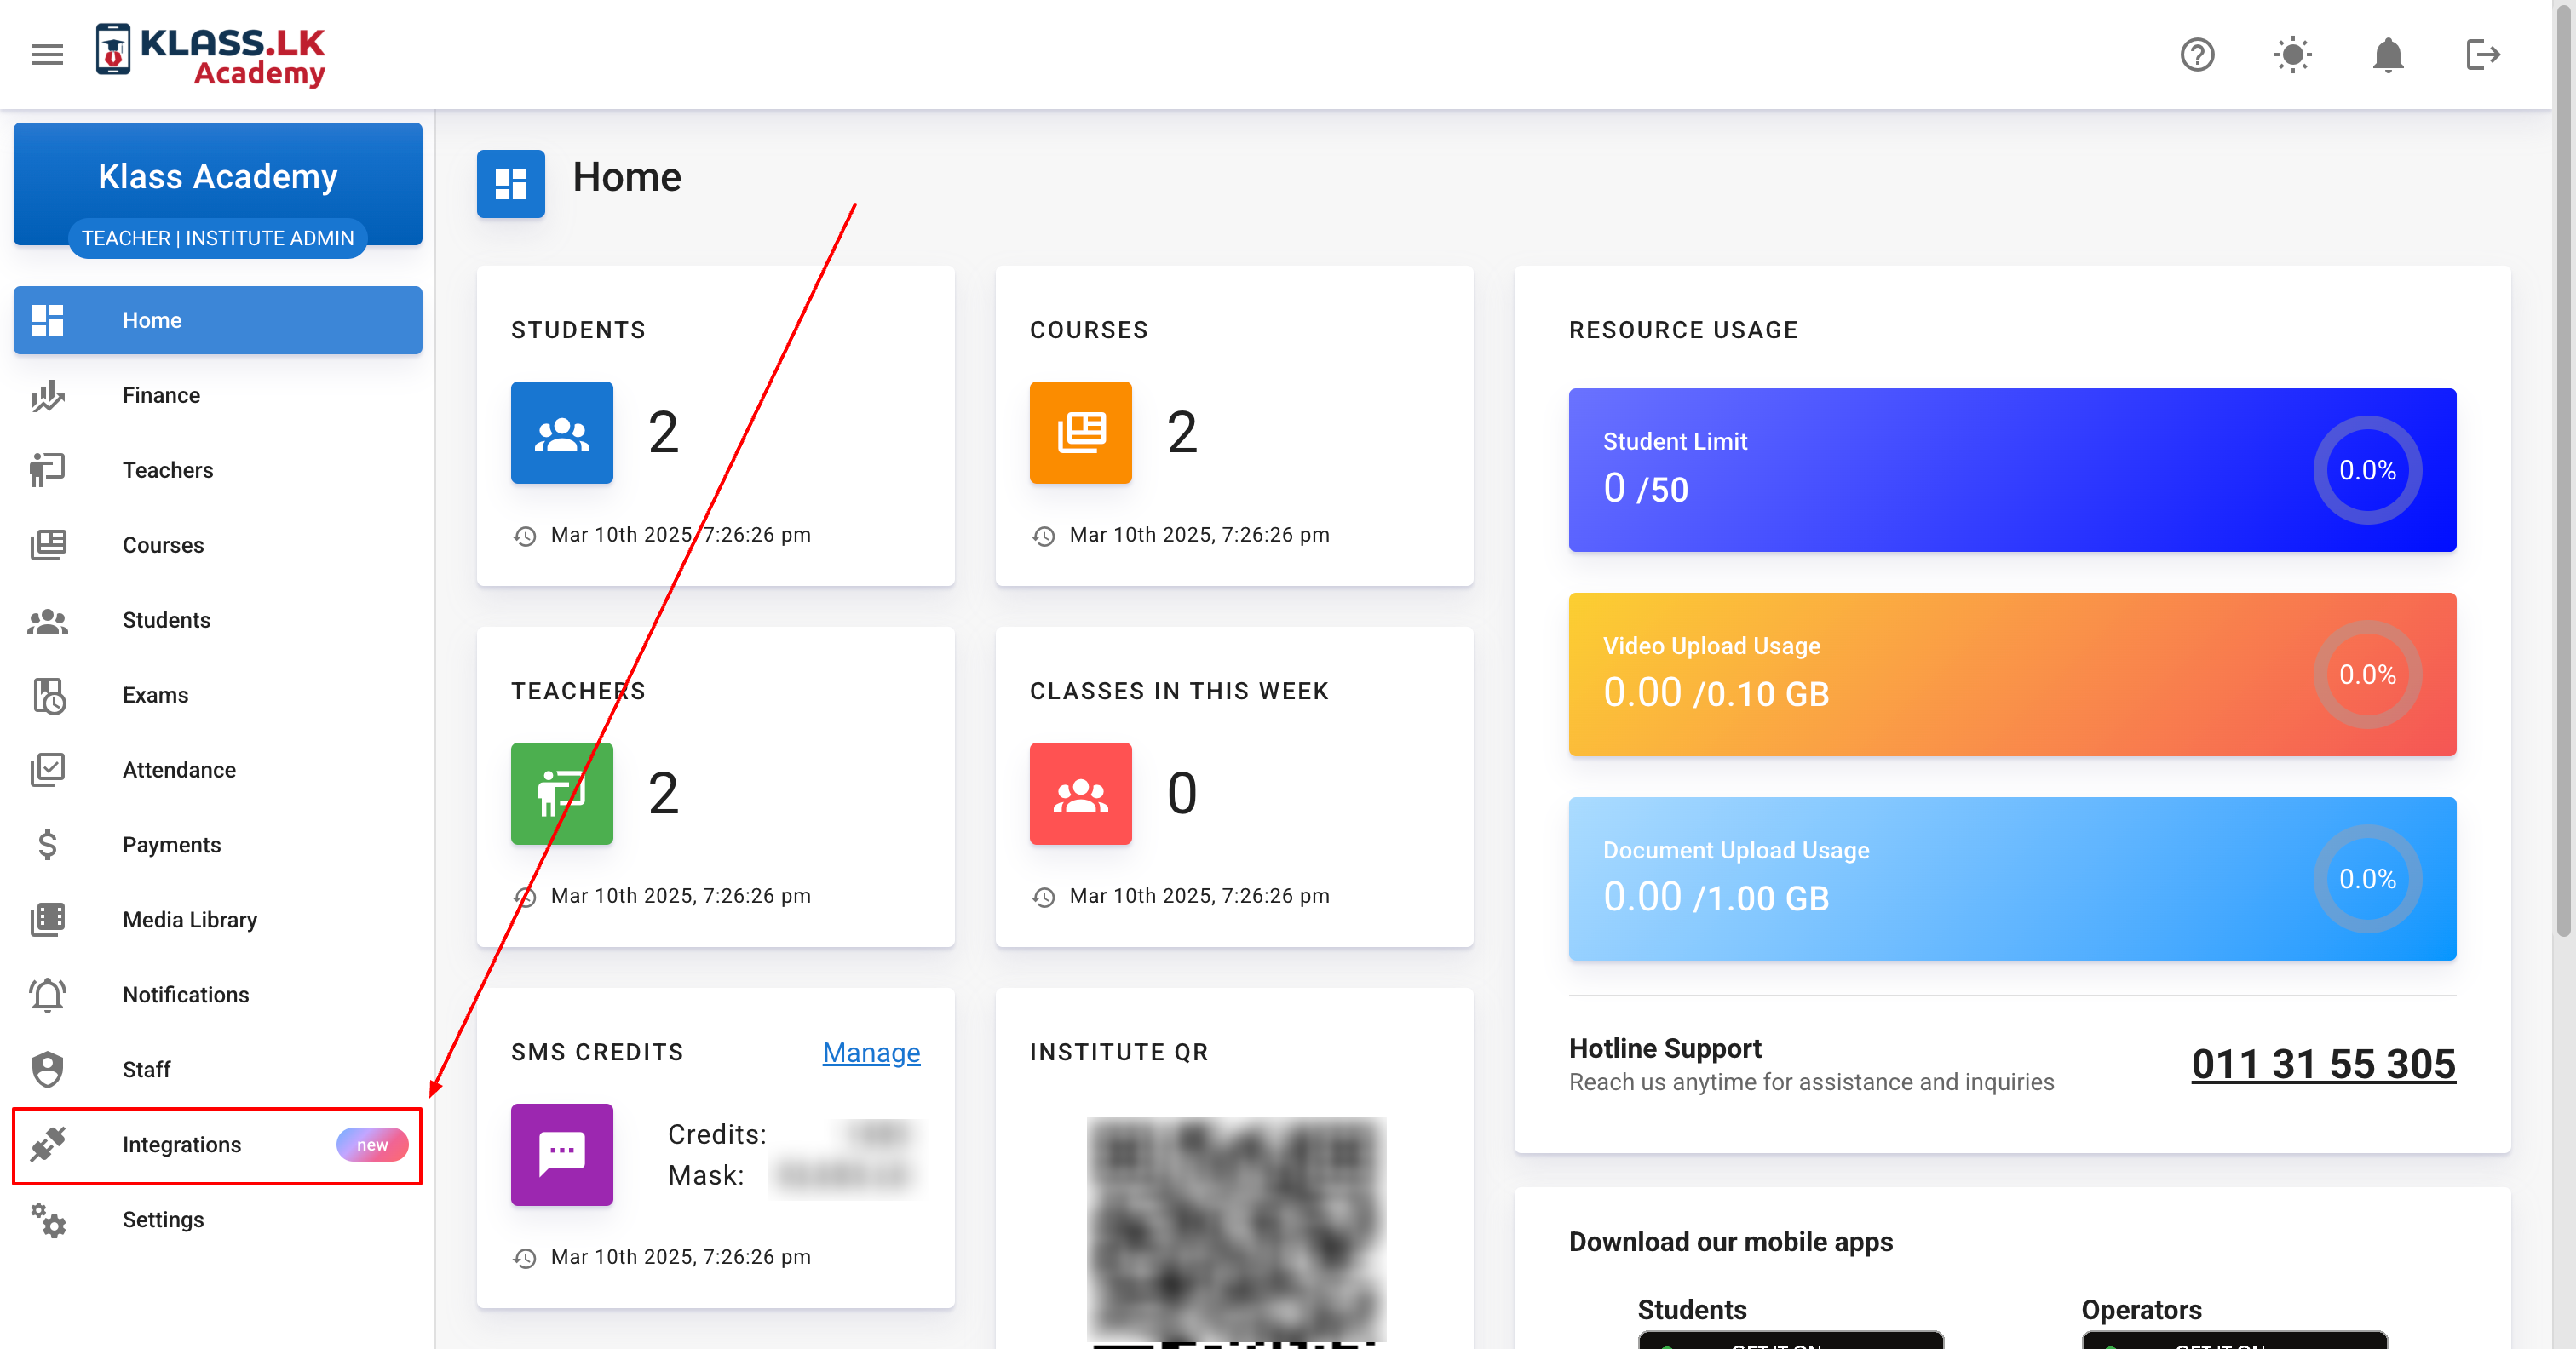 KLASS.LK
Academy
Klass Academy
TEACHER | INSTITUTE ADMIN
Home
Finance
Teachers
Courses
Students
Exams
Attendance
Payments
Media Library
Notifications
Staff
Integrations new
Settings
Home
STUDENTS
2
Mar 10th 2025, 7:26:26 pm
COURSES
2
Mar 10th 2025, 7:26:26 pm
TEACHERS
2
Mar 10th 2025, 7:26:26 pm
CLASSES IN THIS WEEK
0
Mar 10th 2025, 7:26:26 pm
SMS CREDITS Manage
Credits:
Mask:
Mar 10th 2025, 7:26:26 pm
INSTITUTE QR
RESOURCE USAGE
Student Limit
0 /50
0.0%
Video Upload Usage
0.00 /0.10 GB
0.0%
Document Upload Usage
0.00 /1.00 GB
0.0%
Hotline Support
Reach us anytime for assistance and inquiries
011 31 55 305
Download our mobile apps
Students
GET IT ON
Operators
GET IT ON